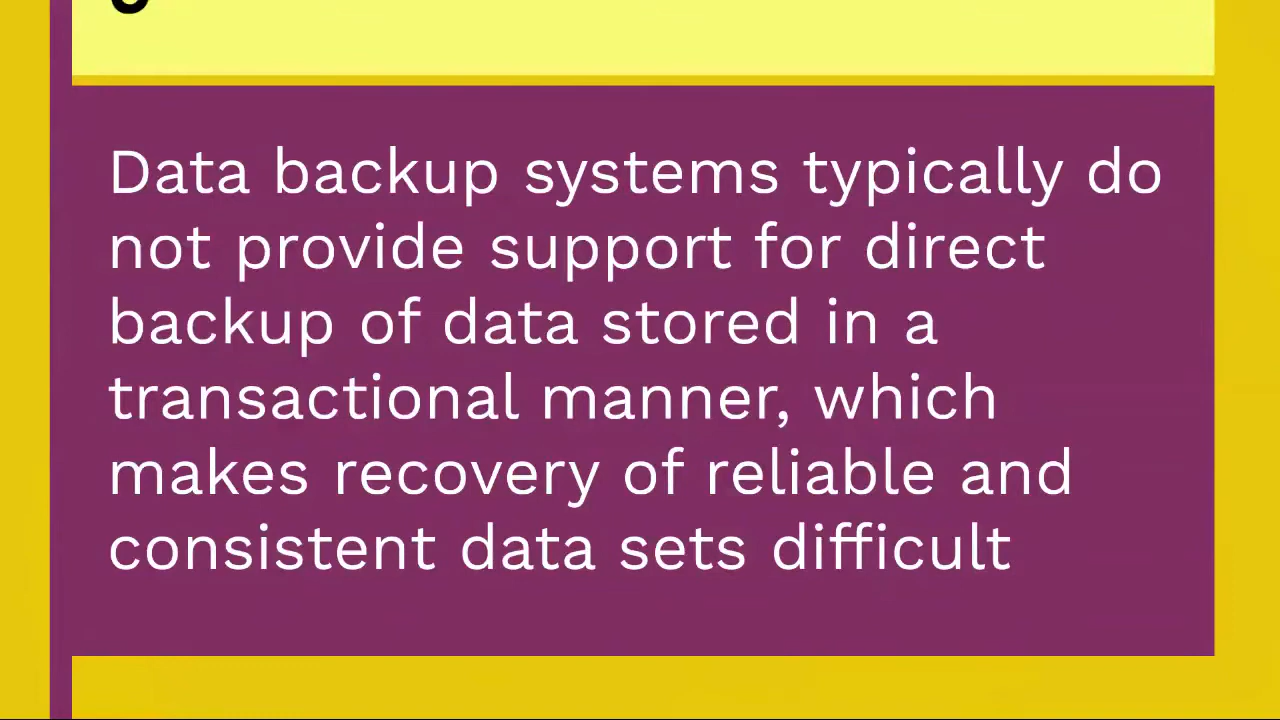 Data backup systems typically do
not provide support for direct
backup of data stored in a
transactional manner, which
makes recovery of reliable and
consistent data sets difficult